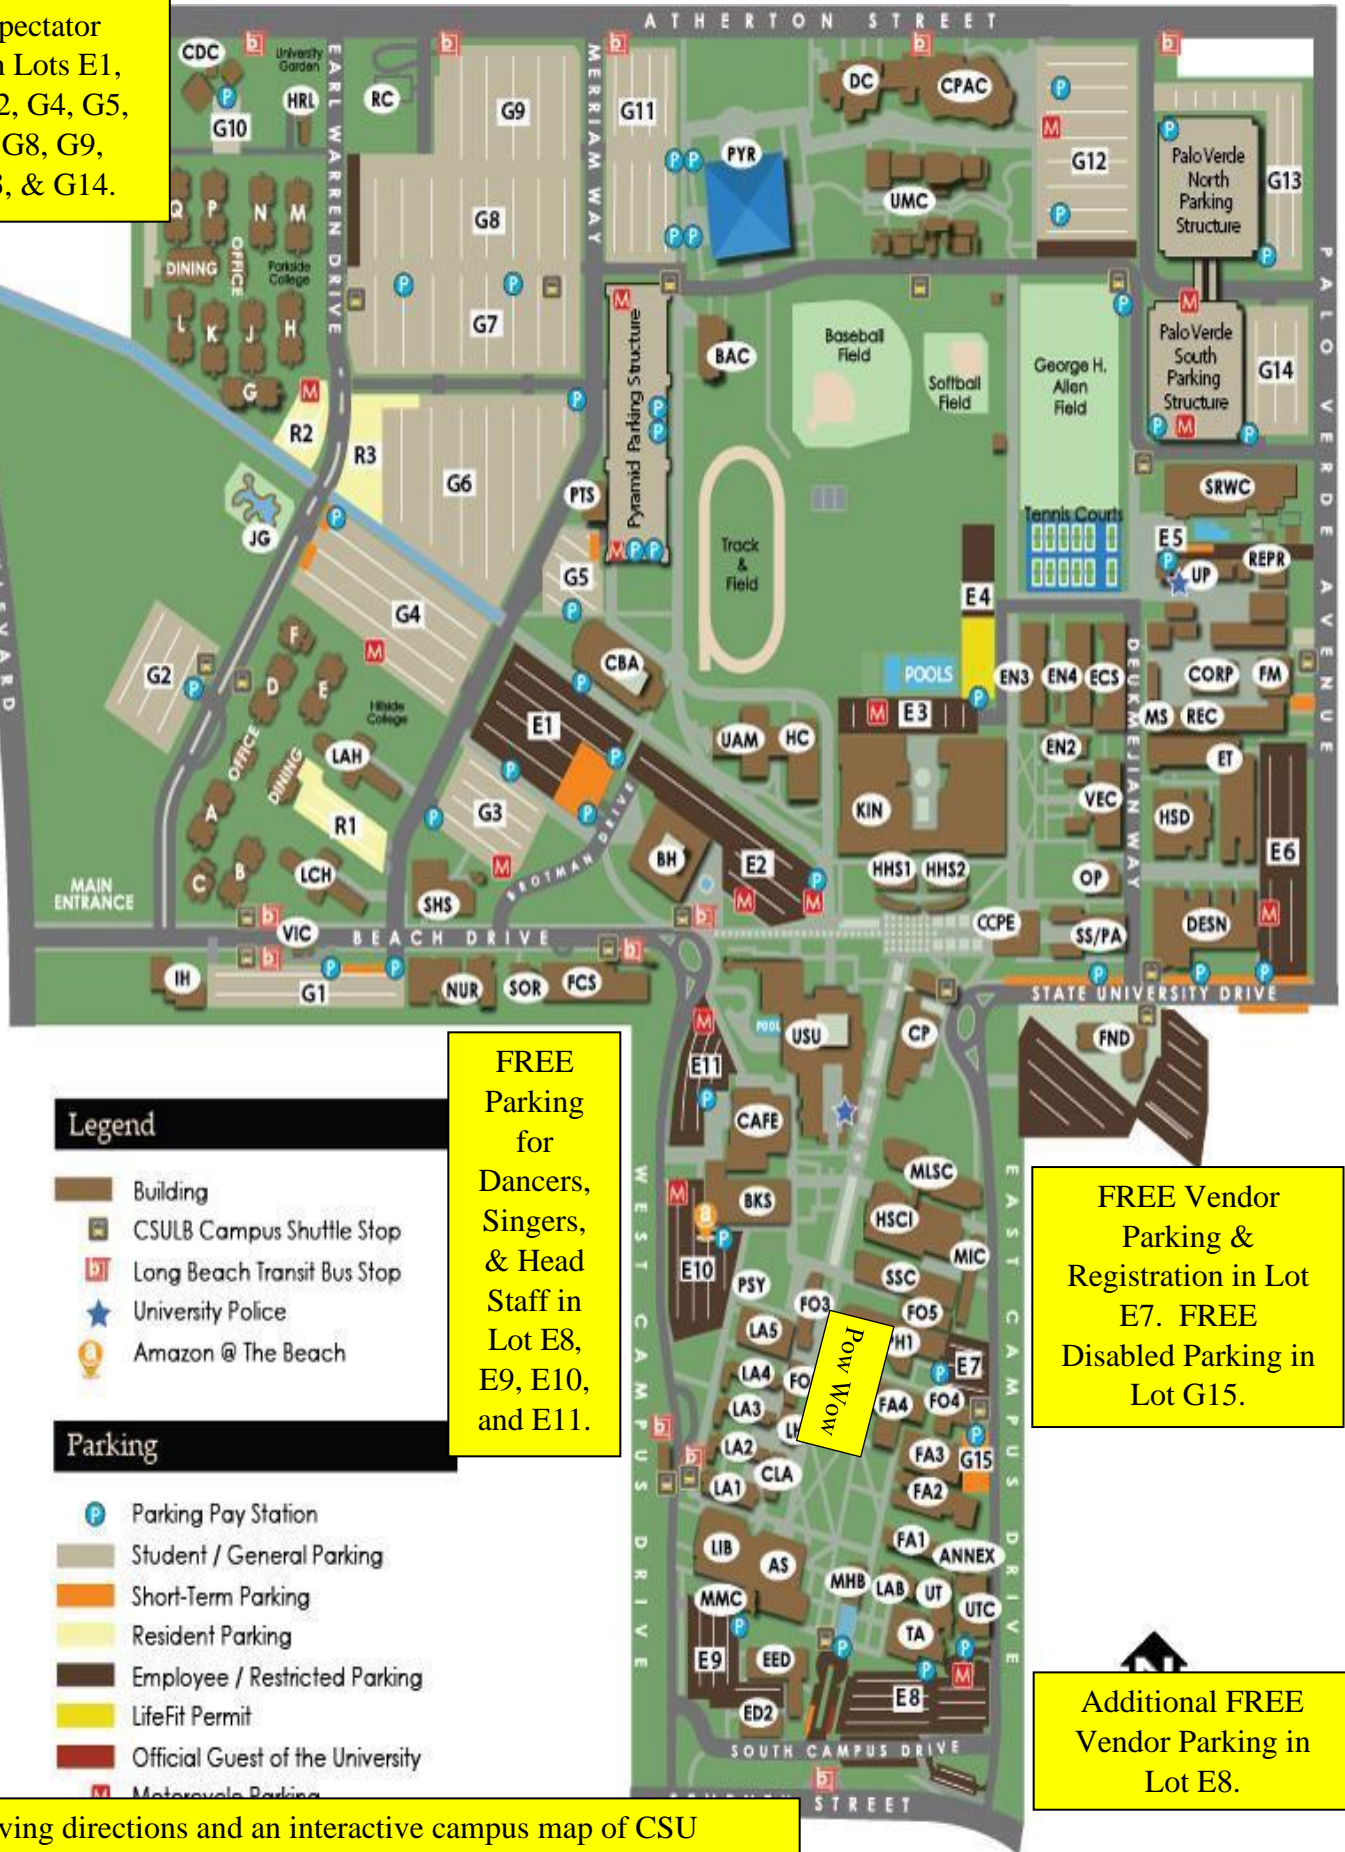 pectator
n Lots E1,
2, G4, G5,
G8, G9,
3, & G14.
ATHERTON STREET
CDC
University
Garden
HRL
G10
EARL WARREN DRIVE
RC
G9
MERRIAM WAY
G11
PYR
DC
CPAC
UMC
G12
Palo Verde
North
Parking
Structure
G13
PALO VERDE AVENUE
Q
P
N
M
DINING
OFFICE
Parkside
College
L
K
J
H
G
G8
G7
R2
R3
G6
JG
PTS
Pyramid Parking Structure
BAC
Baseball
Field
Softball
Field
George H.
Allen
Field
Palo Verde
South
Parking
Structure
G14
SRWC
Track
&
Field
Tennis Courts
E5
UP
REPR
G5
G4
E4
G2
F
D
E
OFFICE
Hillside
College
CBA
POOLS
EN3
EN4
ECS
DEUKMEJIAN WAY
CORP
FM
MS
REC
E1
UAM
HC
E3
EN2
ET
LAH
DINING
A
R1
G3
BROTMAN DRIVE
BH
E2
KIN
VEC
HSD
E6
C
B
LCH
SHS
HHS1
HHS2
OP
MAIN
ENTRANCE
VIC
BEACH DRIVE
CCPE
SS/PA
DESN
IH
G1
NUR
SOR
FCS
STATE UNIVERSITY DRIVE
POOL
USU
CP
FND
E11
CAFE
Legend
Building
CSULB Campus Shuttle Stop
Long Beach Transit Bus Stop
University Police
Amazon @ The Beach
FREE
Parking
for
Dancers,
Singers,
& Head
Staff in
Lot E8,
E9, E10,
and E11.
WEST CAMPUS DRIVE
MLSC
BKS
HSCI
MIC
E10
PSY
SSC
EAST CAMPUS DRIVE
FREE Vendor
Parking &
Registration in Lot
E7. FREE
Disabled Parking in
Lot G15.
FO3
FO5
LA5
PH1
E7
Pow Wow
LA4
FO
LA3
FA4
FO4
LA2
CLA
FA3
G15
LA1
FA2
Parking
Parking Pay Station
Student / General Parking
Short-Term Parking
Resident Parking
Employee / Restricted Parking
LifeFit Permit
Official Guest of the University
Motorcycle Parking
LIB
AS
FA1
ANNEX
MHB
LAB
UT
UTC
MMC
TA
E9
EED
E8
ED2
SOUTH CAMPUS DRIVE
STREET
Additional FREE
Vendor Parking in
Lot E8.
ving directions and an interactive campus map of CSU